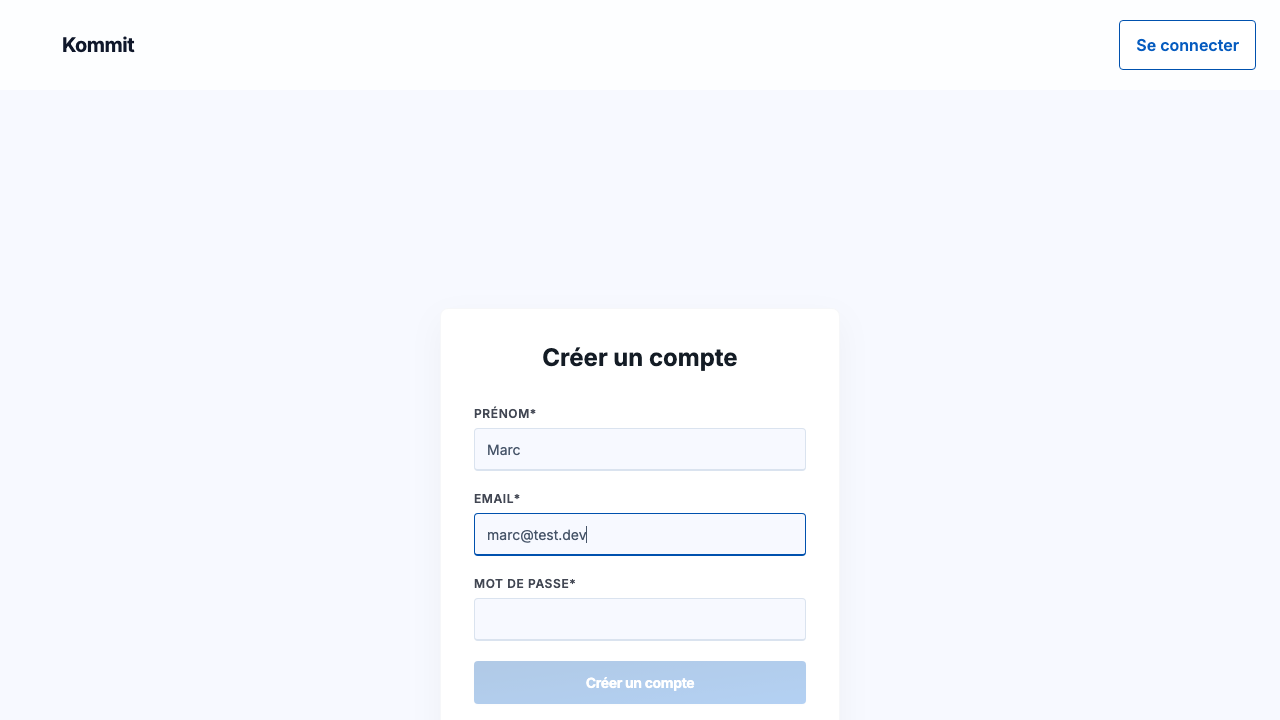 Kommit
Se connecter
Créer un compte
PRÉNOM*
Marc
EMAIL*
marc@test.dev
MOT DE PASSE*
Créer un compte